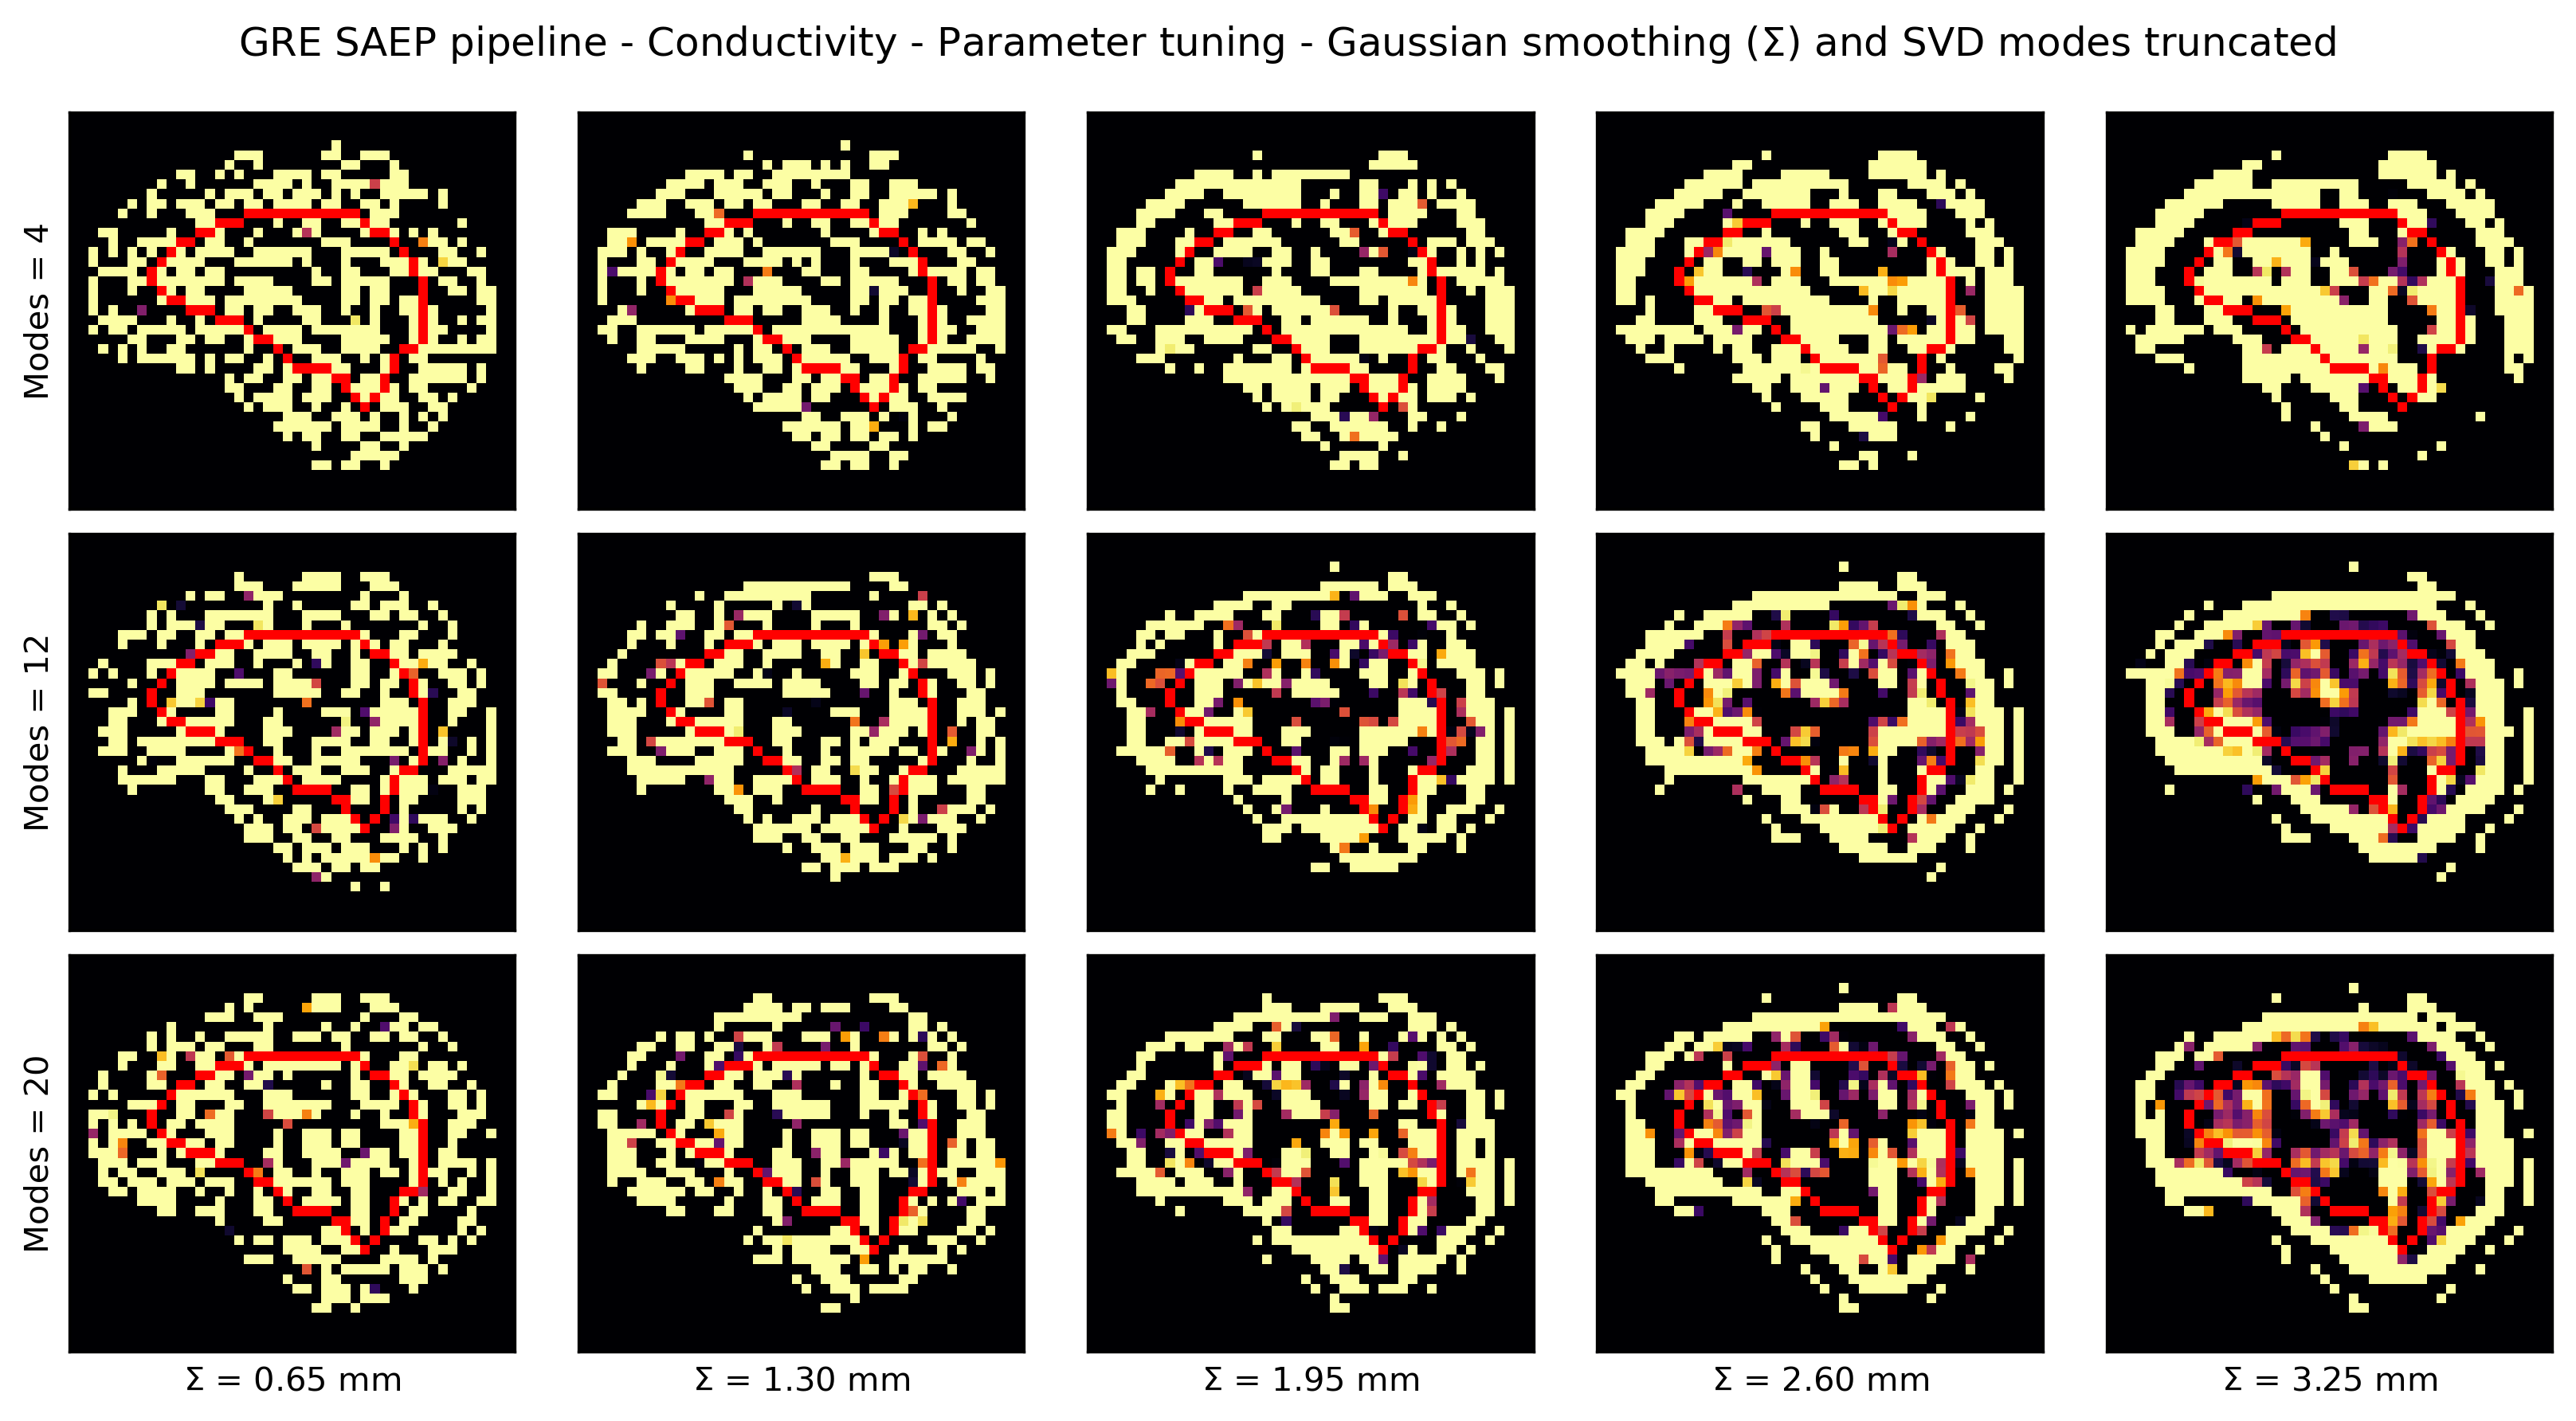 GRE SAEP pipeline - Conductivity - Parameter tuning - Gaussian smoothing (Σ) and SVD modes truncated
Modes = 4
Modes = 12
Modes = 20
Σ = 0.65 mm
Σ = 1.30 mm
Σ = 1.95 mm
Σ = 2.60 mm
Σ = 3.25 mm